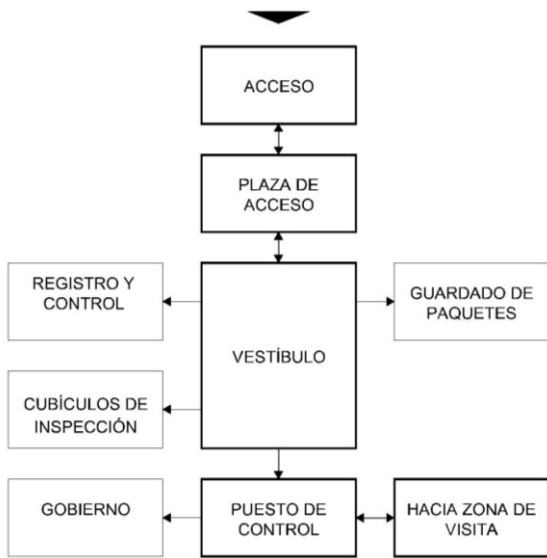 ACCESO
PLAZA DE
ACCESO
REGISTRO Y
CONTROL
VESTÍBULO
GUARDADO DE
PAQUETES
CUBÍCULOS DE
INSPECCIÓN
GOBIERNO
PUESTO DE
CONTROL
HACIA ZONA DE
VISITA